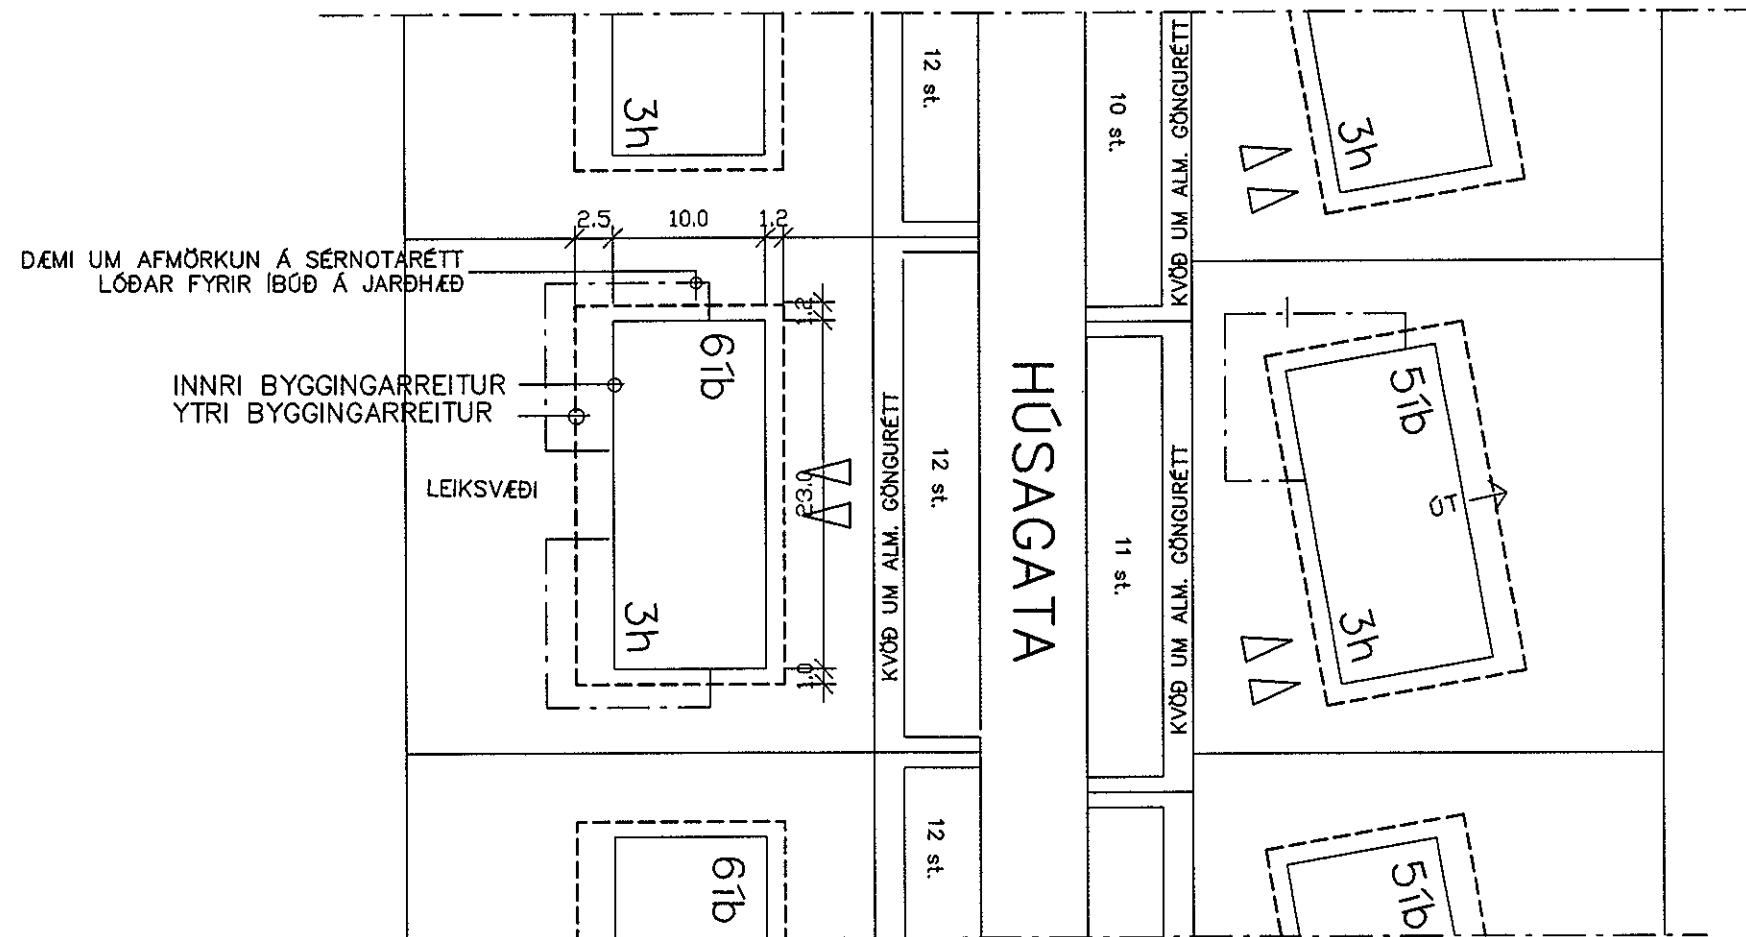 12 st.
10 st.
KVÖÐ UM ALM. GÖNGURÉTT
3h
3h
2.5 10.0 1.2
DÆMI UM AFMÖRKUN Á SÉRNOTARÉTT
LÓÐAR FYRIR ÍBÚÐ Á JARÐHÆÐ
1.2
6íb
5íb
INNRI BYGGINGARREITUR
YTRI BYGGINGARREITUR
LEIKSVÆÐI
23.0
KVÖÐ UM ALM. GÖNGURÉTT
12 st.
HÚSAGATA
11 st.
KVÖÐ UM ALM. GÖNGURÉTT
3h
3h
1.0
12 st.
6íb
5íb